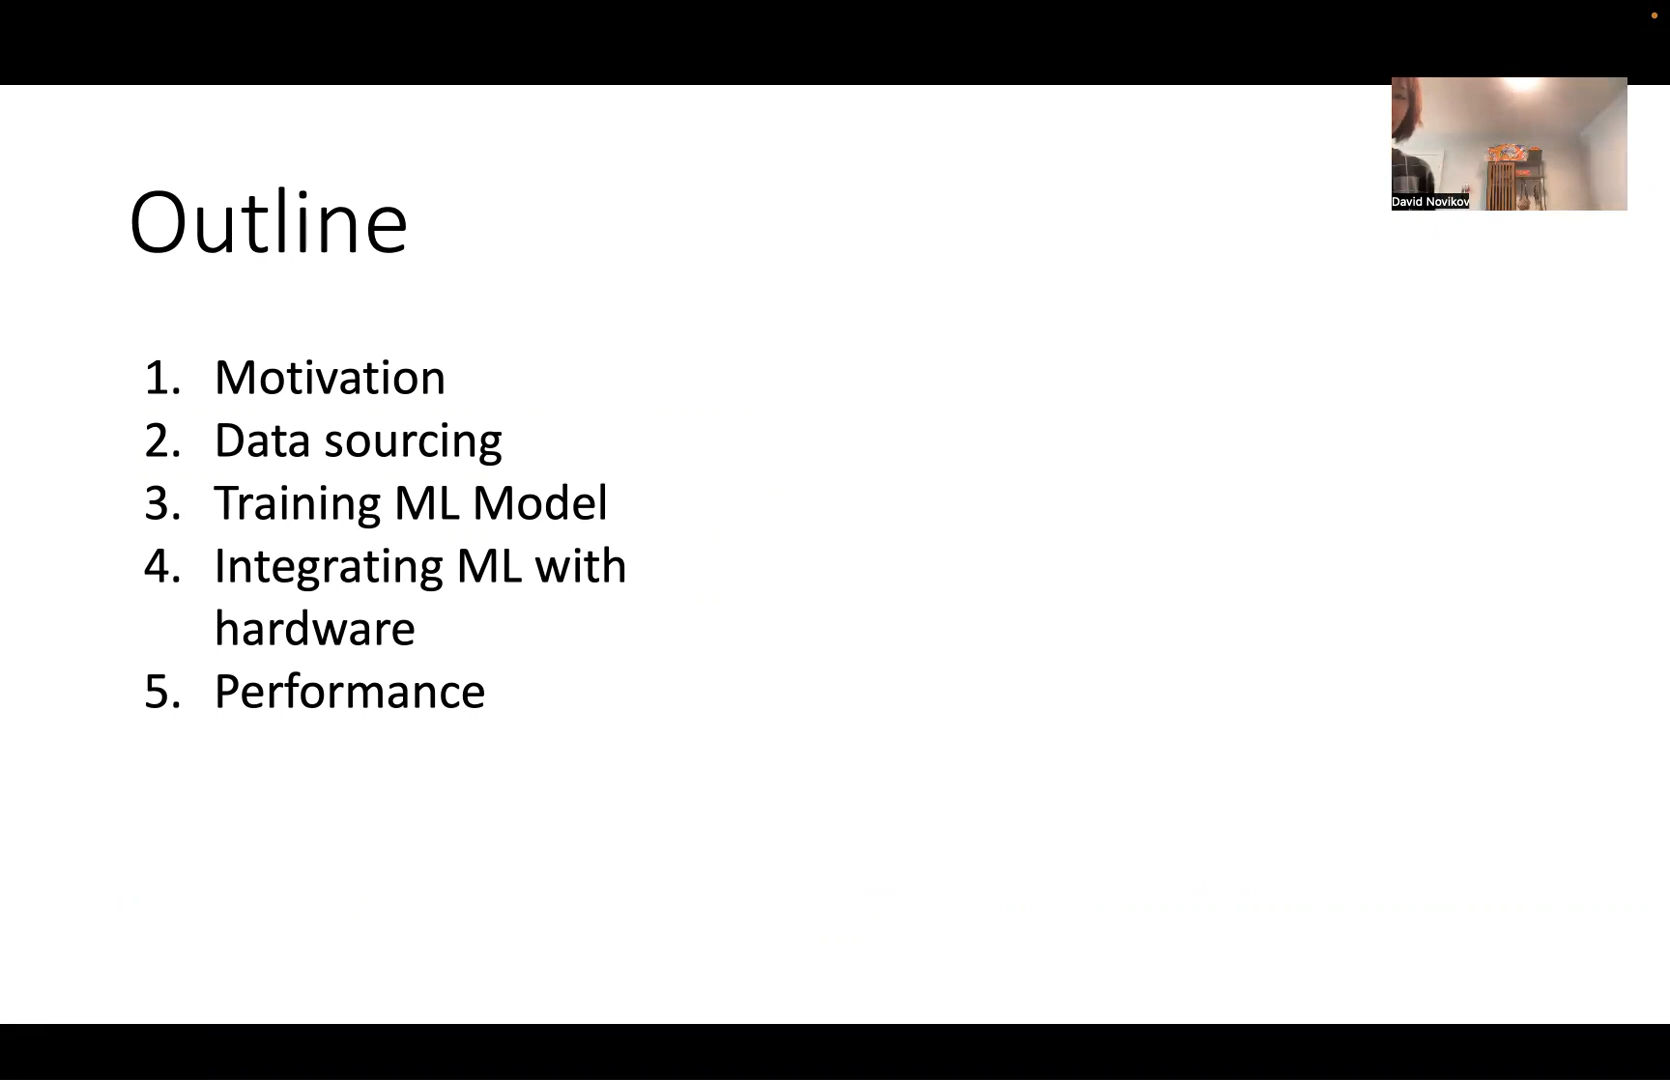 Outline
1. Motivation
2. Data sourcing
3. Training ML Model
4. Integrating ML with
hardware
5. Performance
David Novikov